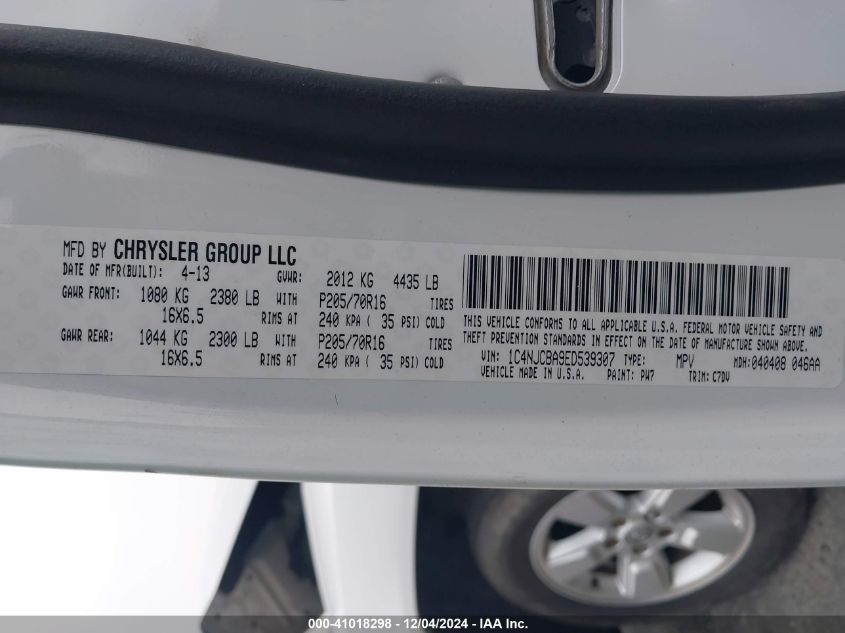 MFD BY CHRYSLER GROUP LLC
DATE OF MFR(BUILT): 4-13 GVWR: 2012 KG 4435 LB
GAWR FRONT: 1080 KG 2380 LB WITH P205/70R16 TIRES
16X6.5 RIMS AT 240 KPA ( 35 PSI) COLD
GAWR REAR: 1044 KG 2300 LB WITH P205/70R16 TIRES
16X6.5 RIMS AT 240 KPA ( 35 PSI) COLD
THIS VEHICLE CONFORMS TO ALL APPLICABLE U.S.A. FEDERAL MOTOR VEHICLE SAFETY AND
THEFT PREVENTION STANDARDS IN EFFECT ON THE DATE OF MANUFACTURE SHOWN ABOVE.
VIN: 1C4NJCBA9ED539307 TYPE: MPV MDH:040408 046AA
VEHICLE MADE IN U.S.A. PAINT: PW7 TRIM: C7DV
000-41018298 - 12/04/2024 - IAA Inc.